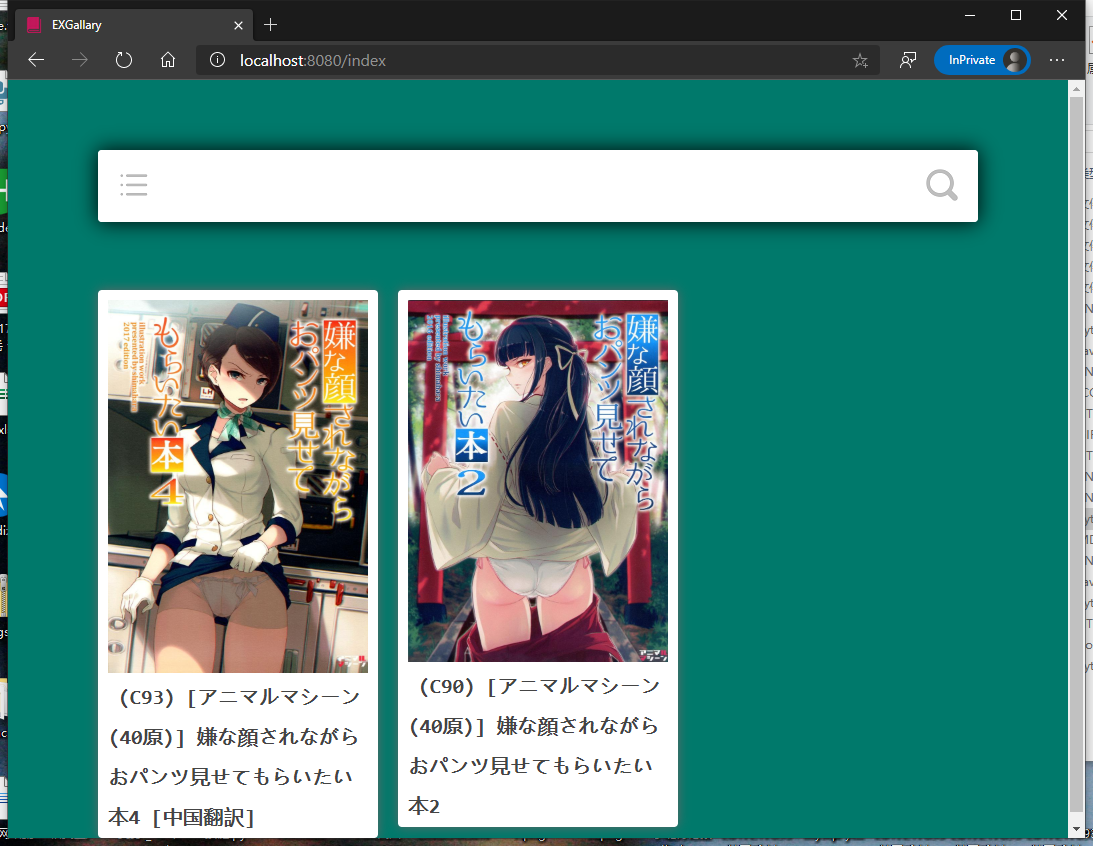 EXGallary
localhost:8080/index
InPrivate
嫌な顔されながら
おパンツ見せて
もらいたい
本4
illustration work
presented by shimahara
2017 edition
嫌な顔されながら
おパンツ見せて
もらいたい
本2
(C93) [アニマルマシーン
(40原)] 嫌な顔されながら
おパンツ見せてもらいたい
本4 [中国翻訳]
(C90) [アニマルマシーン
(40原)] 嫌な顔されながら
おパンツ見せてもらいたい
本2